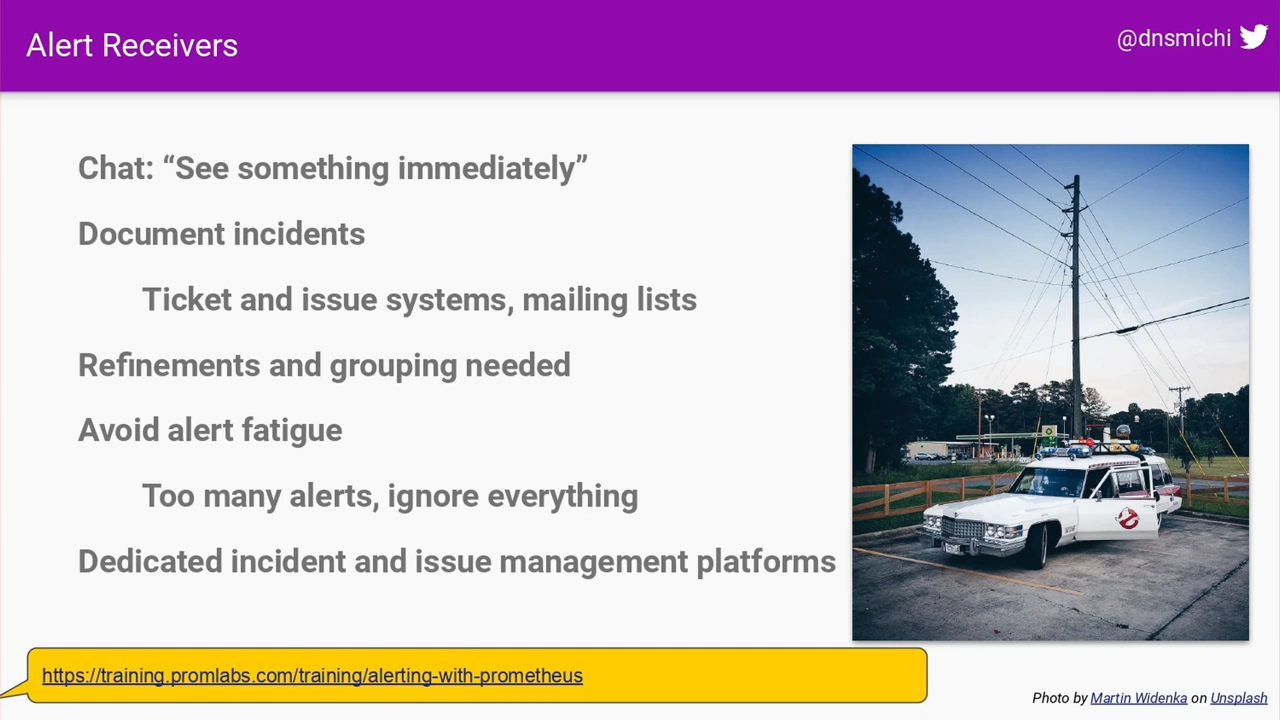 Alert Receivers
@dnsmichi
Chat: “See something immediately”
Document incidents
Ticket and issue systems, mailing lists
Refinements and grouping needed
Avoid alert fatigue
Too many alerts, ignore everything
Dedicated incident and issue management platforms
https://training.promlabs.com/training/alerting-with-prometheus
Photo by Martin Widenka on Unsplash